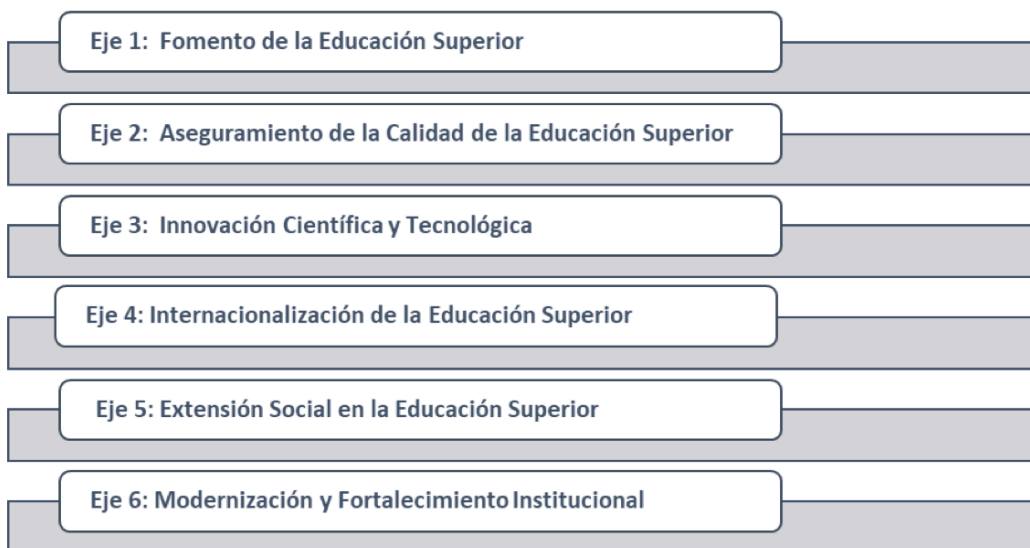 Eje 1: Fomento de la Educación Superior
Eje 2: Aseguramiento de la Calidad de la Educación Superior
Eje 3: Innovación Científica y Tecnológica
Eje 4: Internacionalización de la Educación Superior
Eje 5: Extensión Social en la Educación Superior
Eje 6: Modernización y Fortalecimiento Institucional